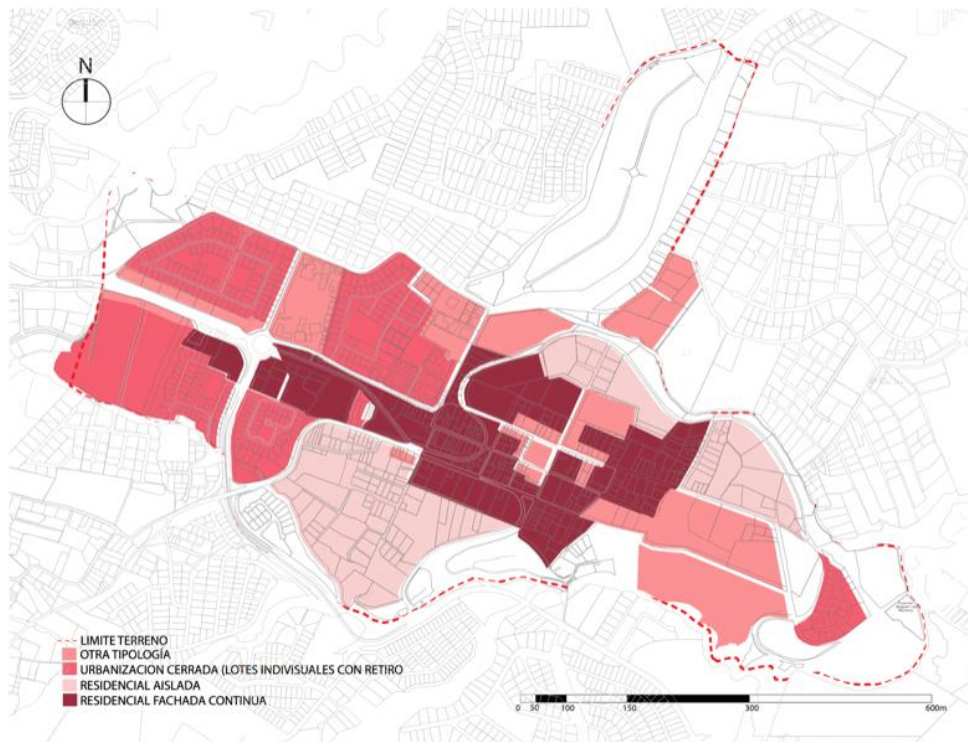 N
LIMITE TERRENO
OTRA TIPOLOGÍA
URBANIZACION CERRADA (LOTES INDIVISUALES CON RETIRO
RESIDENCIAL AISLADA
RESIDENCIAL FACHADA CONTINUA
0 50 100 150 300 600m